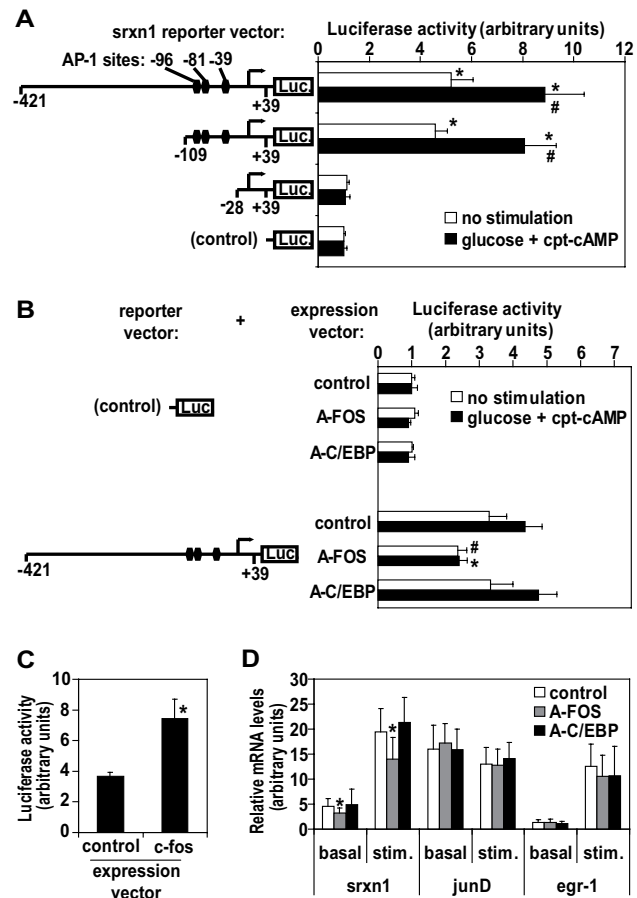 A
srxn1 reporter vector:
Luciferase activity (arbitrary units)
AP-1 sites: -96 -81 -39
0 2 4 6 8 10 12
-421 +39 Luc.
*
*
#
-109 +39 Luc.
*
*
#
-28 +39 Luc.
(control) Luc.
no stimulation
glucose + cpt-cAMP
B
reporter vector:
+
expression vector:
Luciferase activity (arbitrary units)
0 1 2 3 4 5 6 7
(control) Luc
control
A-FOS
A-C/EBP
no stimulation
glucose + cpt-cAMP
-421 +39 Luc
control
A-FOS
#
*
A-C/EBP
C
Luciferase activity (arbitrary units)
10
8
6
4
2
0
*
control c-fos
expression vector
D
Relative mRNA levels (arbitrary units)
30
25
20
15
10
5
0
control
A-FOS
A-C/EBP
*
*
basal stim. basal stim. basal stim.
srxn1 junD egr-1